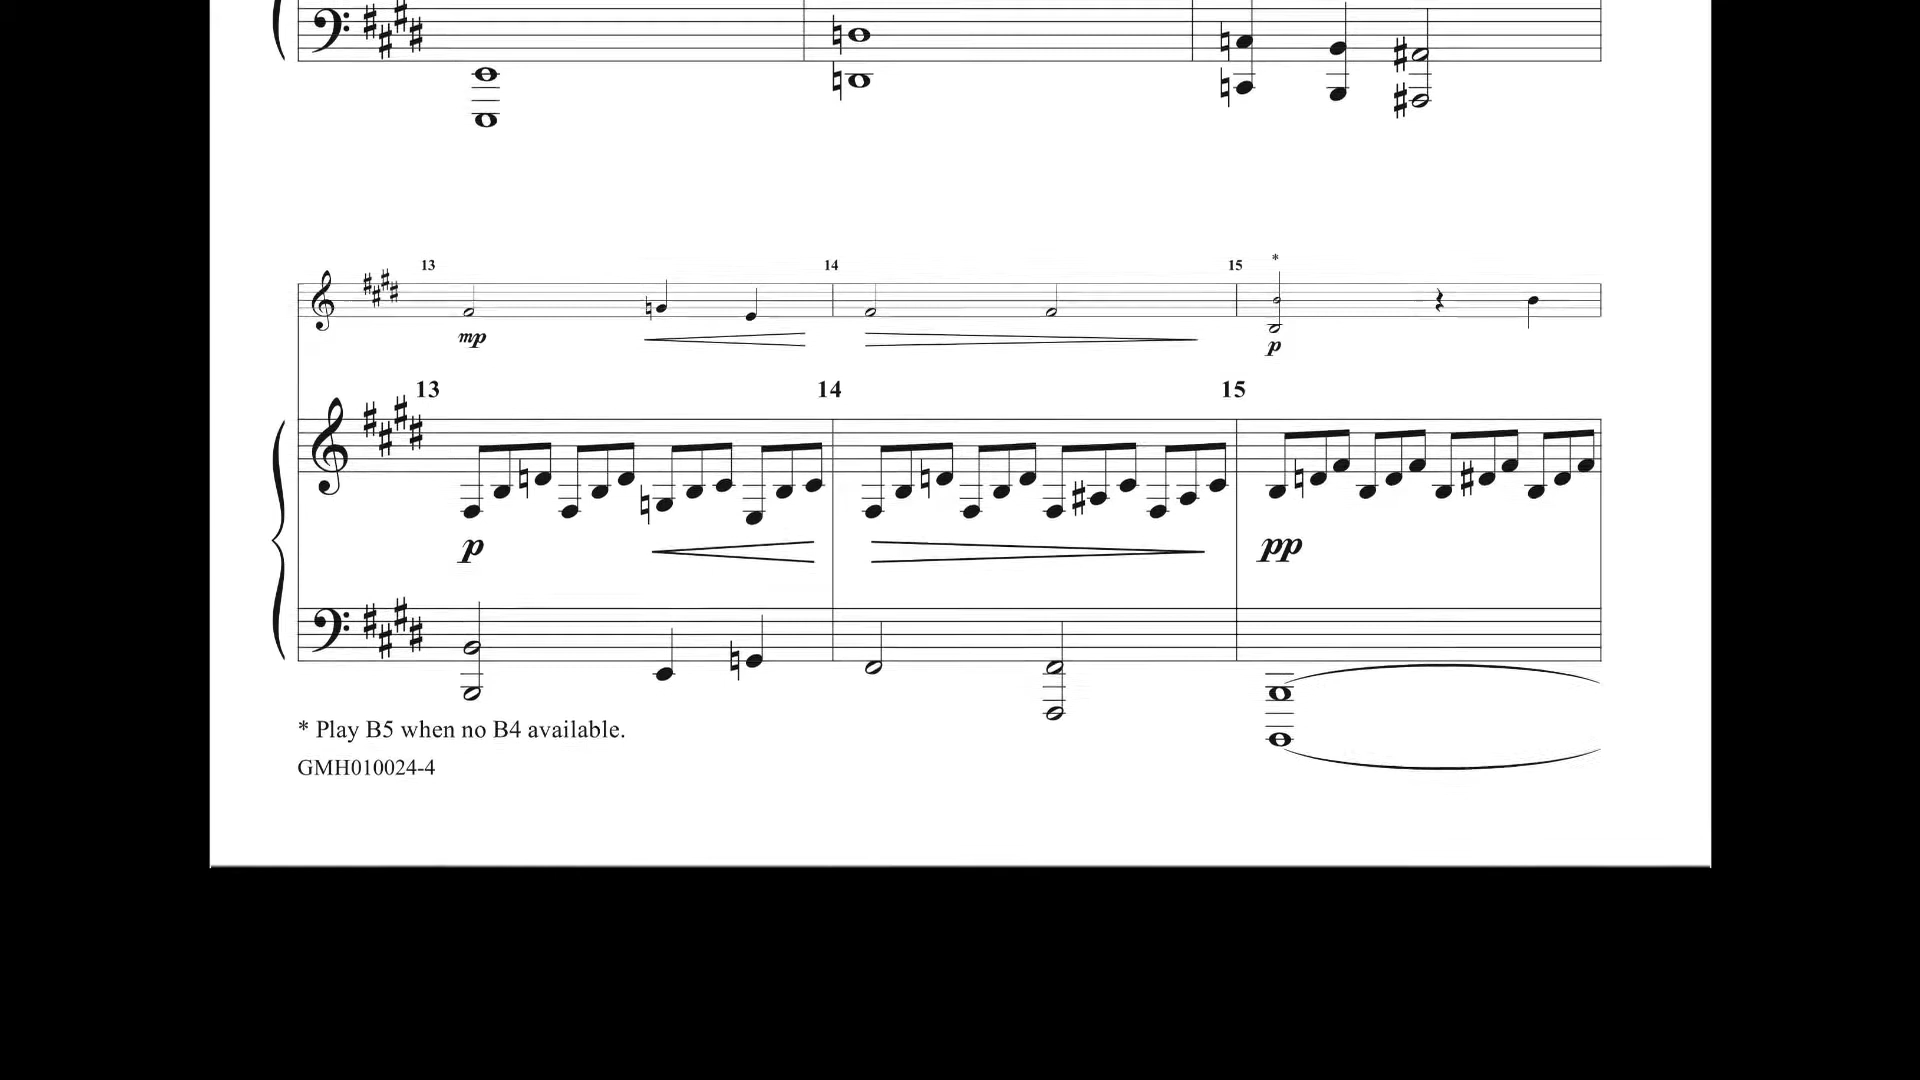 13 14 15
*
mp p
13 14 15
p pp
* Play B5 when no B4 available.
GMH010024-4